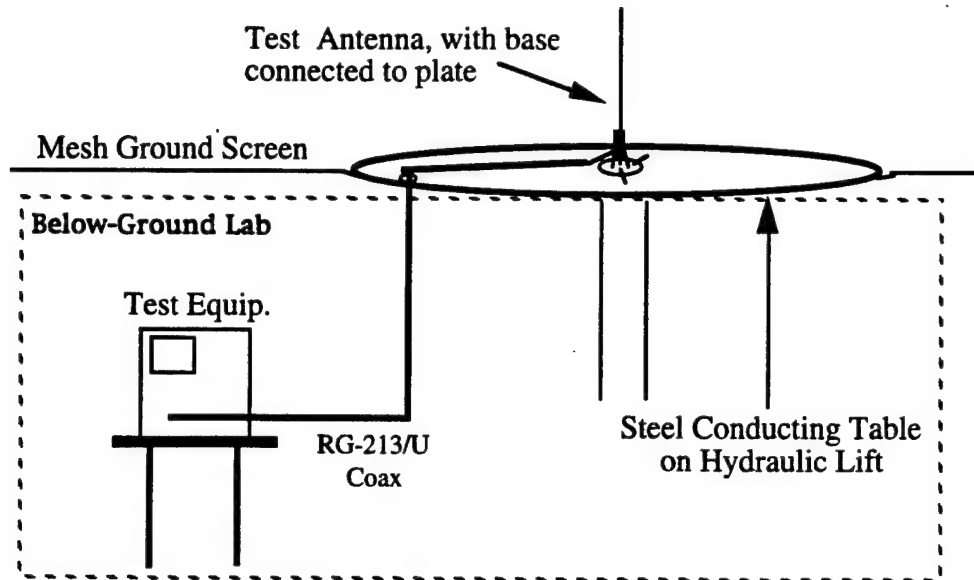 Test Antenna, with base
connected to plate
Mesh Ground Screen
Below-Ground Lab
Test Equip.
RG-213/U
Coax
Steel Conducting Table
on Hydraulic Lift